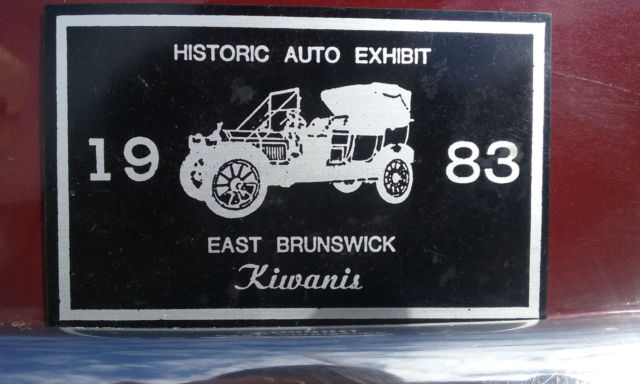 HISTORIC AUTO EXHIBIT
19 83
EAST BRUNSWICK
Kiwanis